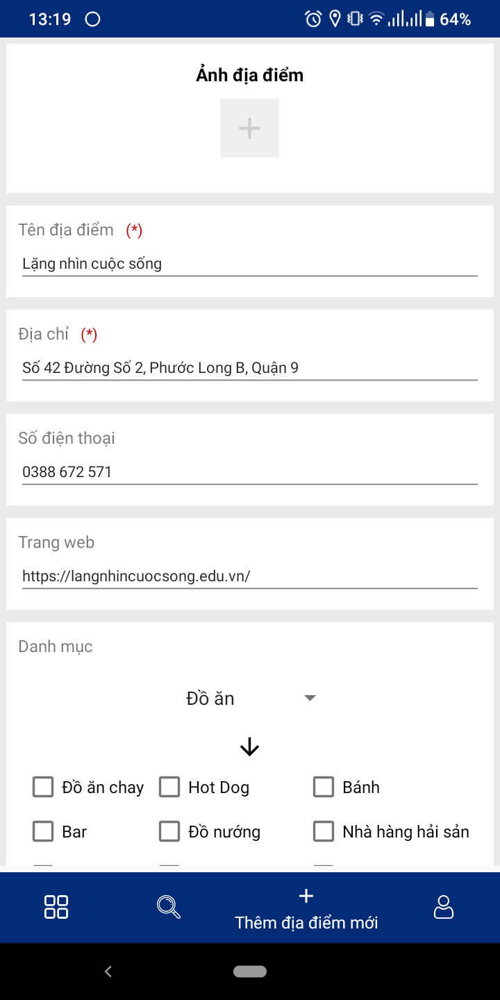 13:19 64%
Ảnh địa điểm
Tên địa điểm (*)
Lặng nhìn cuộc sống
Địa chỉ (*)
Số 42 Đường Số 2, Phước Long B, Quận 9
Số điện thoại
0388 672 571
Trang web
https://langnhincuocsong.edu.vn/
Danh mục
Đồ ăn
Đồ ăn chay Hot Dog Bánh
Bar Đồ nướng Nhà hàng hải sản
Thêm địa điểm mới